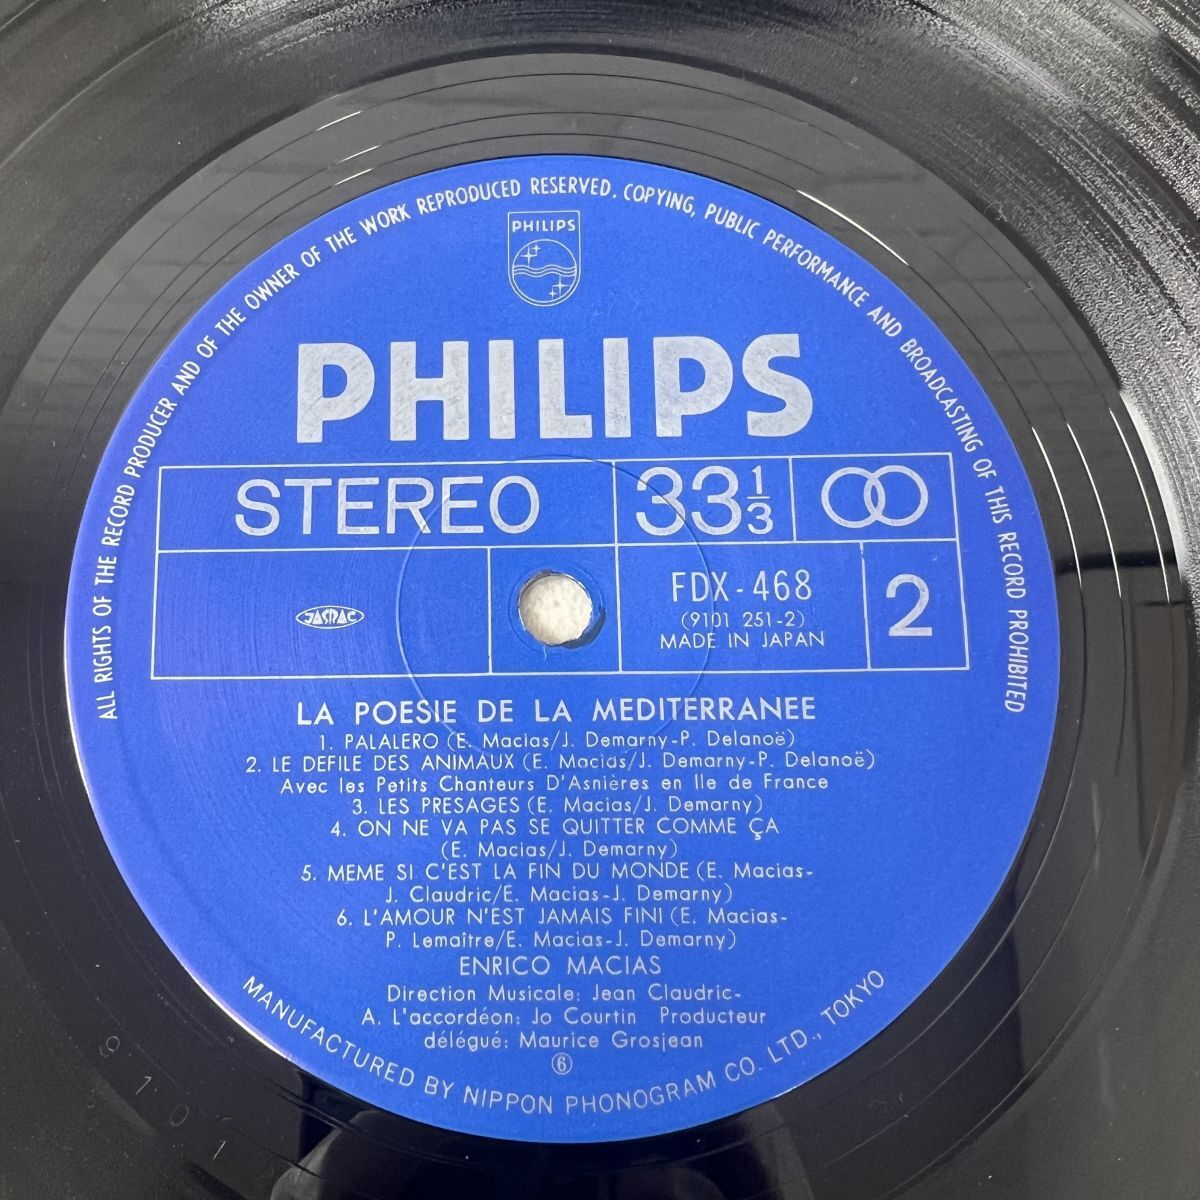 ALL RIGHTS OF THE RECORD PRODUCER AND OF THE OWNER OF THE WORK REPRODUCED RESERVED. COPYING, PUBLIC PERFORMANCE AND BROADCASTING OF THIS RECORD PROHIBITED
PHILIPS
PHILIPS
STEREO
33 1/3
JASRAC
FDX-468
(9101 251-2)
MADE IN JAPAN
2
LA POESIE DE LA MEDITERRANEE
1. PALALERO (E. Macias/J. Demarny-P. Delanoë)
2. LE DEFILE DES ANIMAUX (E. Macias/J. Demarny-P. Delanoë)
Avec les Petits Chanteurs D'Asnières en Ile de France
3. LES PRESAGES (E. Macias/J. Demarny)
4. ON NE VA PAS SE QUITTER COMME ÇA
(E. Macias/J. Demarny)
5. MEME SI C'EST LA FIN DU MONDE (E. Macias-
J. Claudric/E. Macias-J. Demarny)
6. L'AMOUR N'EST JAMAIS FINI (E. Macias-
P. Lemaître/E. Macias-J. Demarny)
ENRICO MACIAS
Direction Musicale: Jean Claudric-
A. L'accordéon: Jo Courtin Producteur
délégué: Maurice Grosjean
⑥
MANUFACTURED BY NIPPON PHONOGRAM CO. LTD., TOKYO
9101